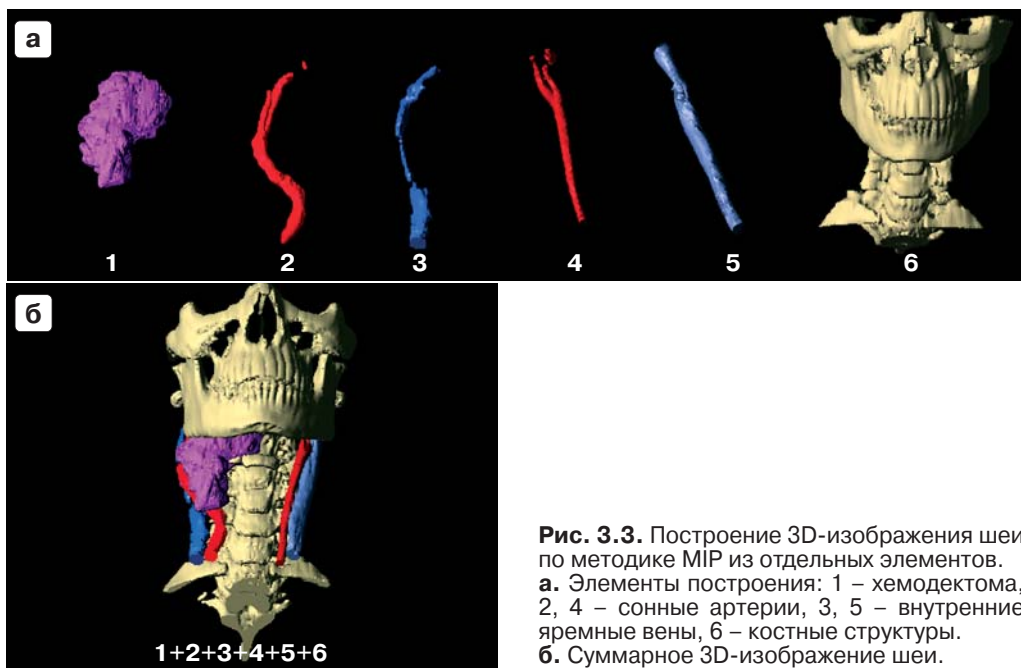 а
1 2 3 4 5 6
б
1+2+3+4+5+6
Рис. 3.3. Построение 3D-изображения шеи
по методике MIP из отдельных элементов.
а. Элементы построения: 1 – хемодектома,
2, 4 – сонные артерии, 3, 5 – внутренние
яремные вены, 6 – костные структуры.
б. Суммарное 3D-изображение шеи.